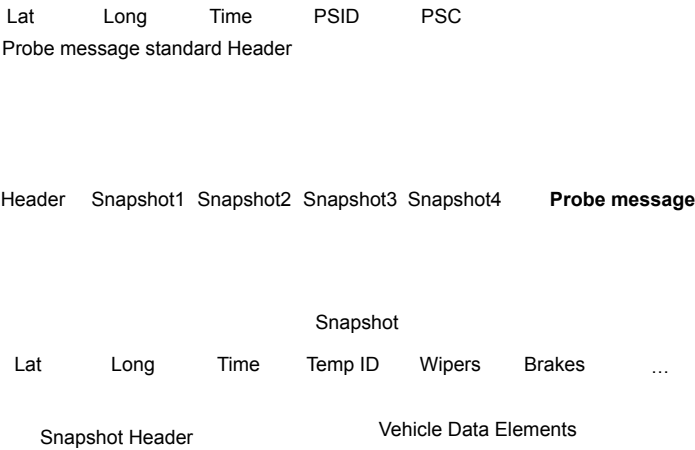 Lat Long Time PSID PSC
Probe message standard Header
Header Snapshot1 Snapshot2 Snapshot3 Snapshot4 Probe message
Snapshot
Lat Long Time Temp ID Wipers Brakes …
Snapshot Header Vehicle Data Elements